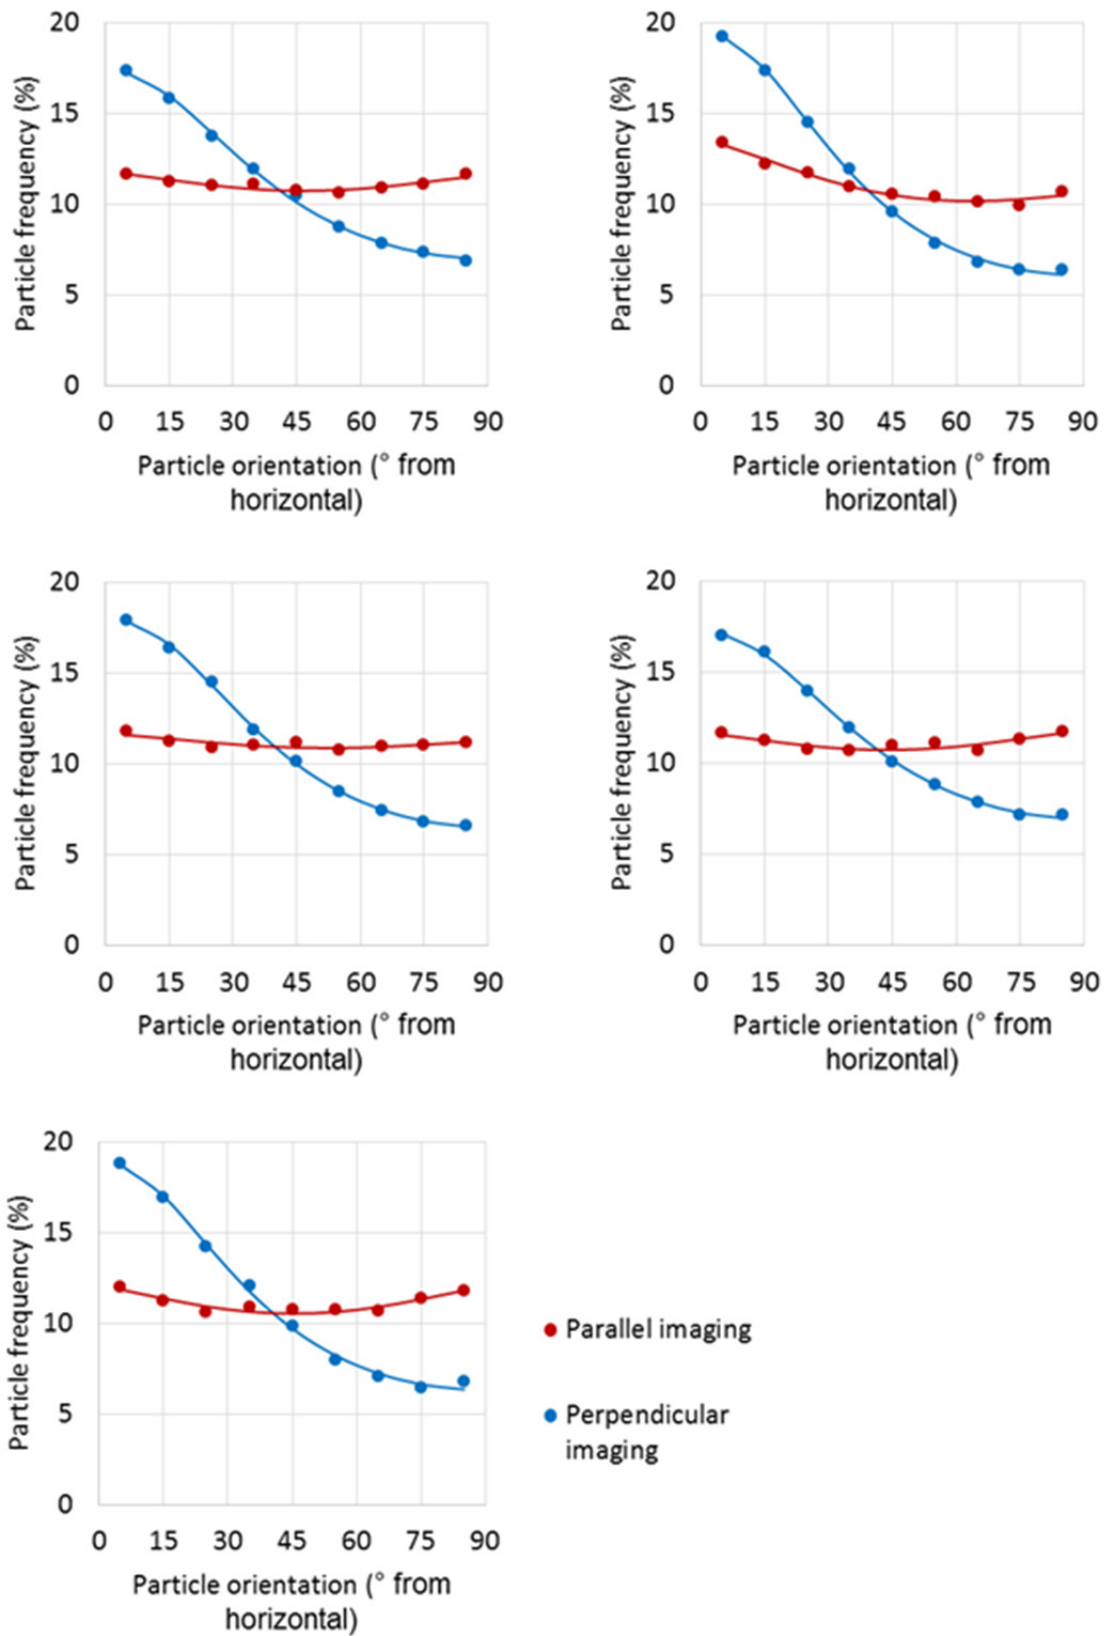 20
15
10
5
0
Particle frequency (%)
0 15 30 45 60 75 90
Particle orientation (° from
horizontal)
20
15
10
5
0
Particle frequency (%)
0 15 30 45 60 75 90
Particle orientation (° from
horizontal)
20
15
10
5
0
Particle frequency (%)
0 15 30 45 60 75 90
Particle orientation (° from
horizontal)
20
15
10
5
0
Particle frequency (%)
0 15 30 45 60 75 90
Particle orientation (° from
horizontal)
20
15
10
5
0
Particle frequency (%)
0 15 30 45 60 75 90
Particle orientation (° from
horizontal)
Parallel imaging
Perpendicular
imaging